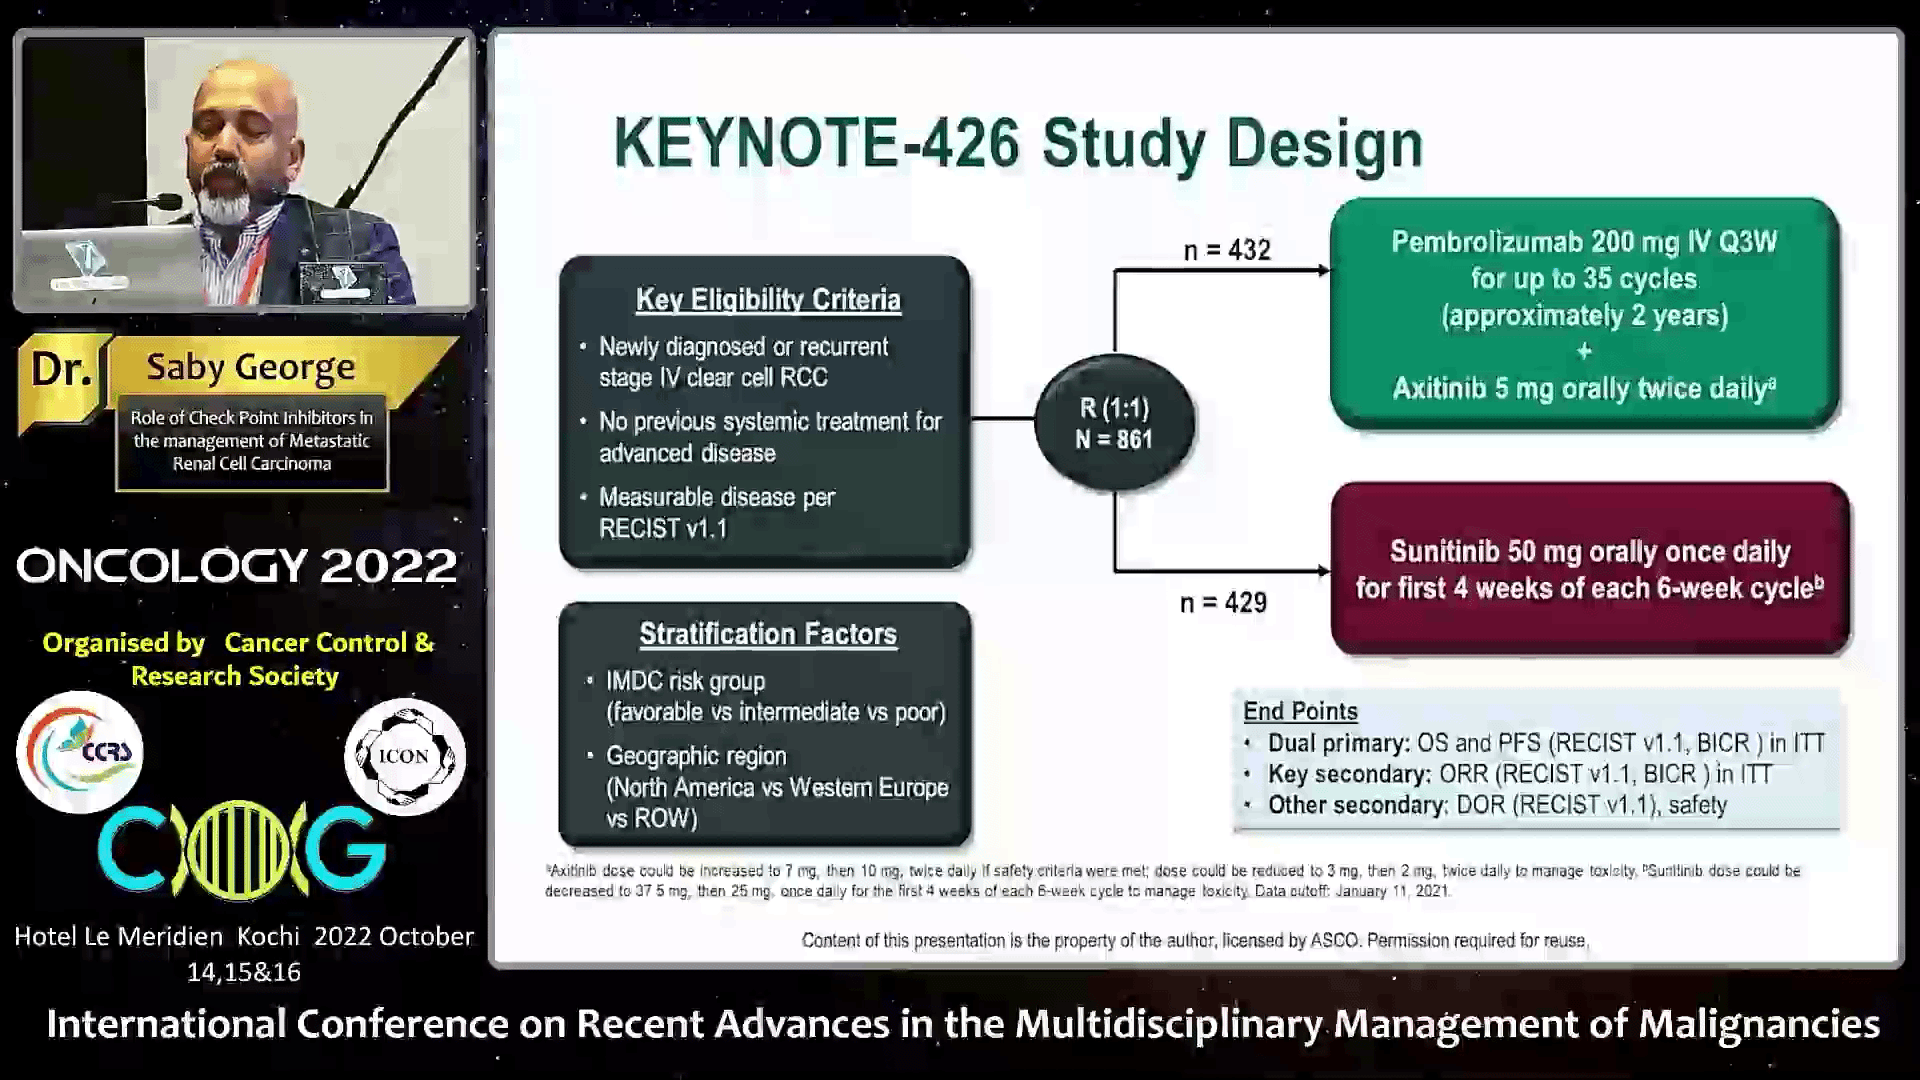 KEYNOTE-426 Study Design
Key Eligibility Criteria
• Newly diagnosed or recurrent
stage IV clear cell RCC
• No previous systemic treatment for
advanced disease
• Measurable disease per
RECIST v1.1
Stratification Factors
• IMDC risk group
(favorable vs intermediate vs poor)
• Geographic region
(North America vs Western Europe
vs ROW)
R (1:1)
N = 861
n = 432
Pembrolizumab 200 mg IV Q3W
for up to 35 cycles
(approximately 2 years)
+
Axitinib 5 mg orally twice dailyᵃ
n = 429
Sunitinib 50 mg orally once daily
for first 4 weeks of each 6-week cycleᵇ
End Points
• Dual primary: OS and PFS (RECIST v1.1, BICR ) in ITT
• Key secondary: ORR (RECIST v1.1, BICR ) in ITT
• Other secondary: DOR (RECIST v1.1), safety
ᵃAxitinib dose could be increased to 7 mg, then 10 mg, twice daily if safety criteria were met; dose could be reduced to 3 mg, then 2 mg, twice daily to manage toxicity. ᵇSunitinib dose could be
decreased to 37.5 mg, then 25 mg, once daily for the first 4 weeks of each 6-week cycle to manage toxicity. Data cutoff: January 11, 2021.
Content of this presentation is the property of the author, licensed by ASCO. Permission required for reuse.
Dr. Saby George
Role of Check Point Inhibitors in
the management of Metastatic
Renal Cell Carcinoma
ONCOLOGY 2022
Organised by Cancer Control &
Research Society
CCRS
ICON
COG
Hotel Le Meridien Kochi 2022 October
14,15&16
International Conference on Recent Advances in the Multidisciplinary Management of Malignancies